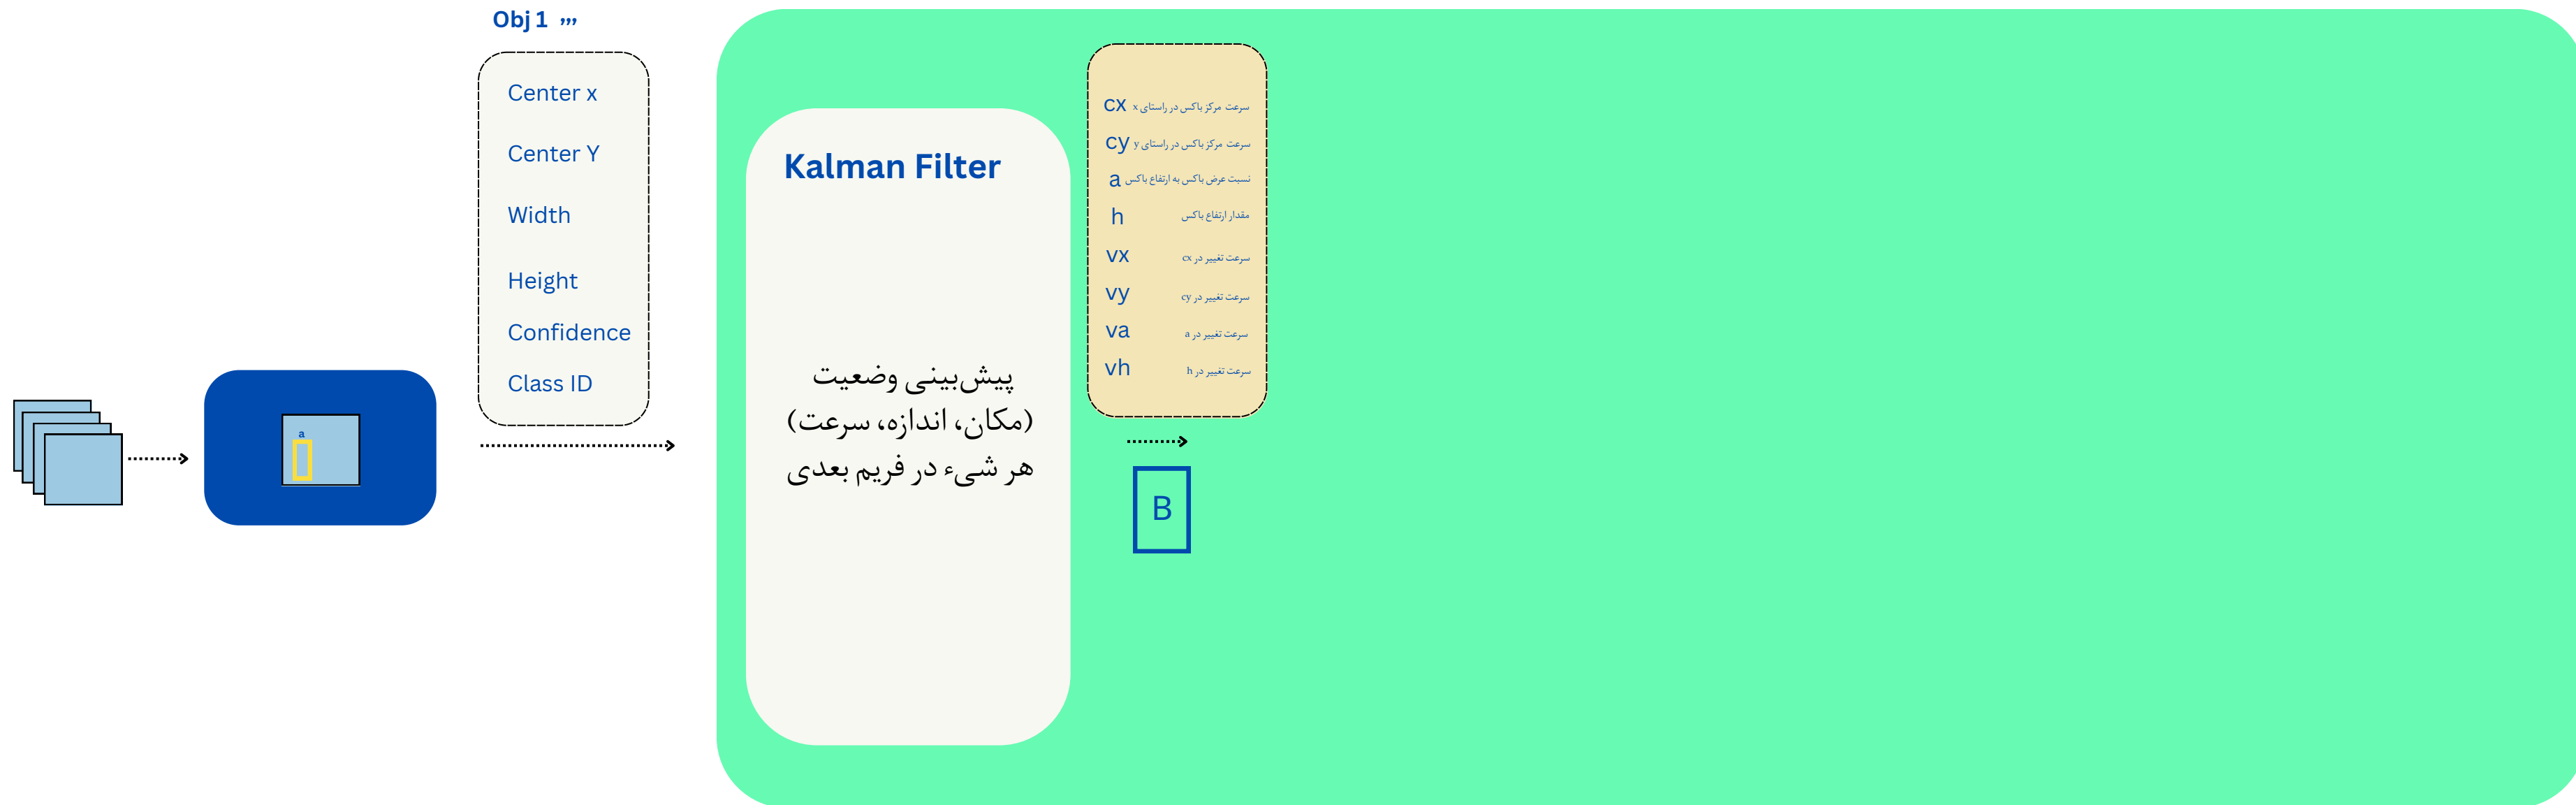 Obj 1 ,,,
Center x
Center Y
Width
Height
Confidence
Class ID
a
Kalman Filter
پیش‌بینی وضعیت
(مکان، اندازه، سرعت)
هر شیء در فریم بعدی
cx سرعت مرکز باکس در راستای x
cy سرعت مرکز باکس در راستای y
a نسبت عرض باکس به ارتفاع باکس
h مقدار ارتفاع باکس
vx سرعت تغییر در cx
vy سرعت تغییر در cy
va سرعت تغییر در a
vh سرعت تغییر در h
B